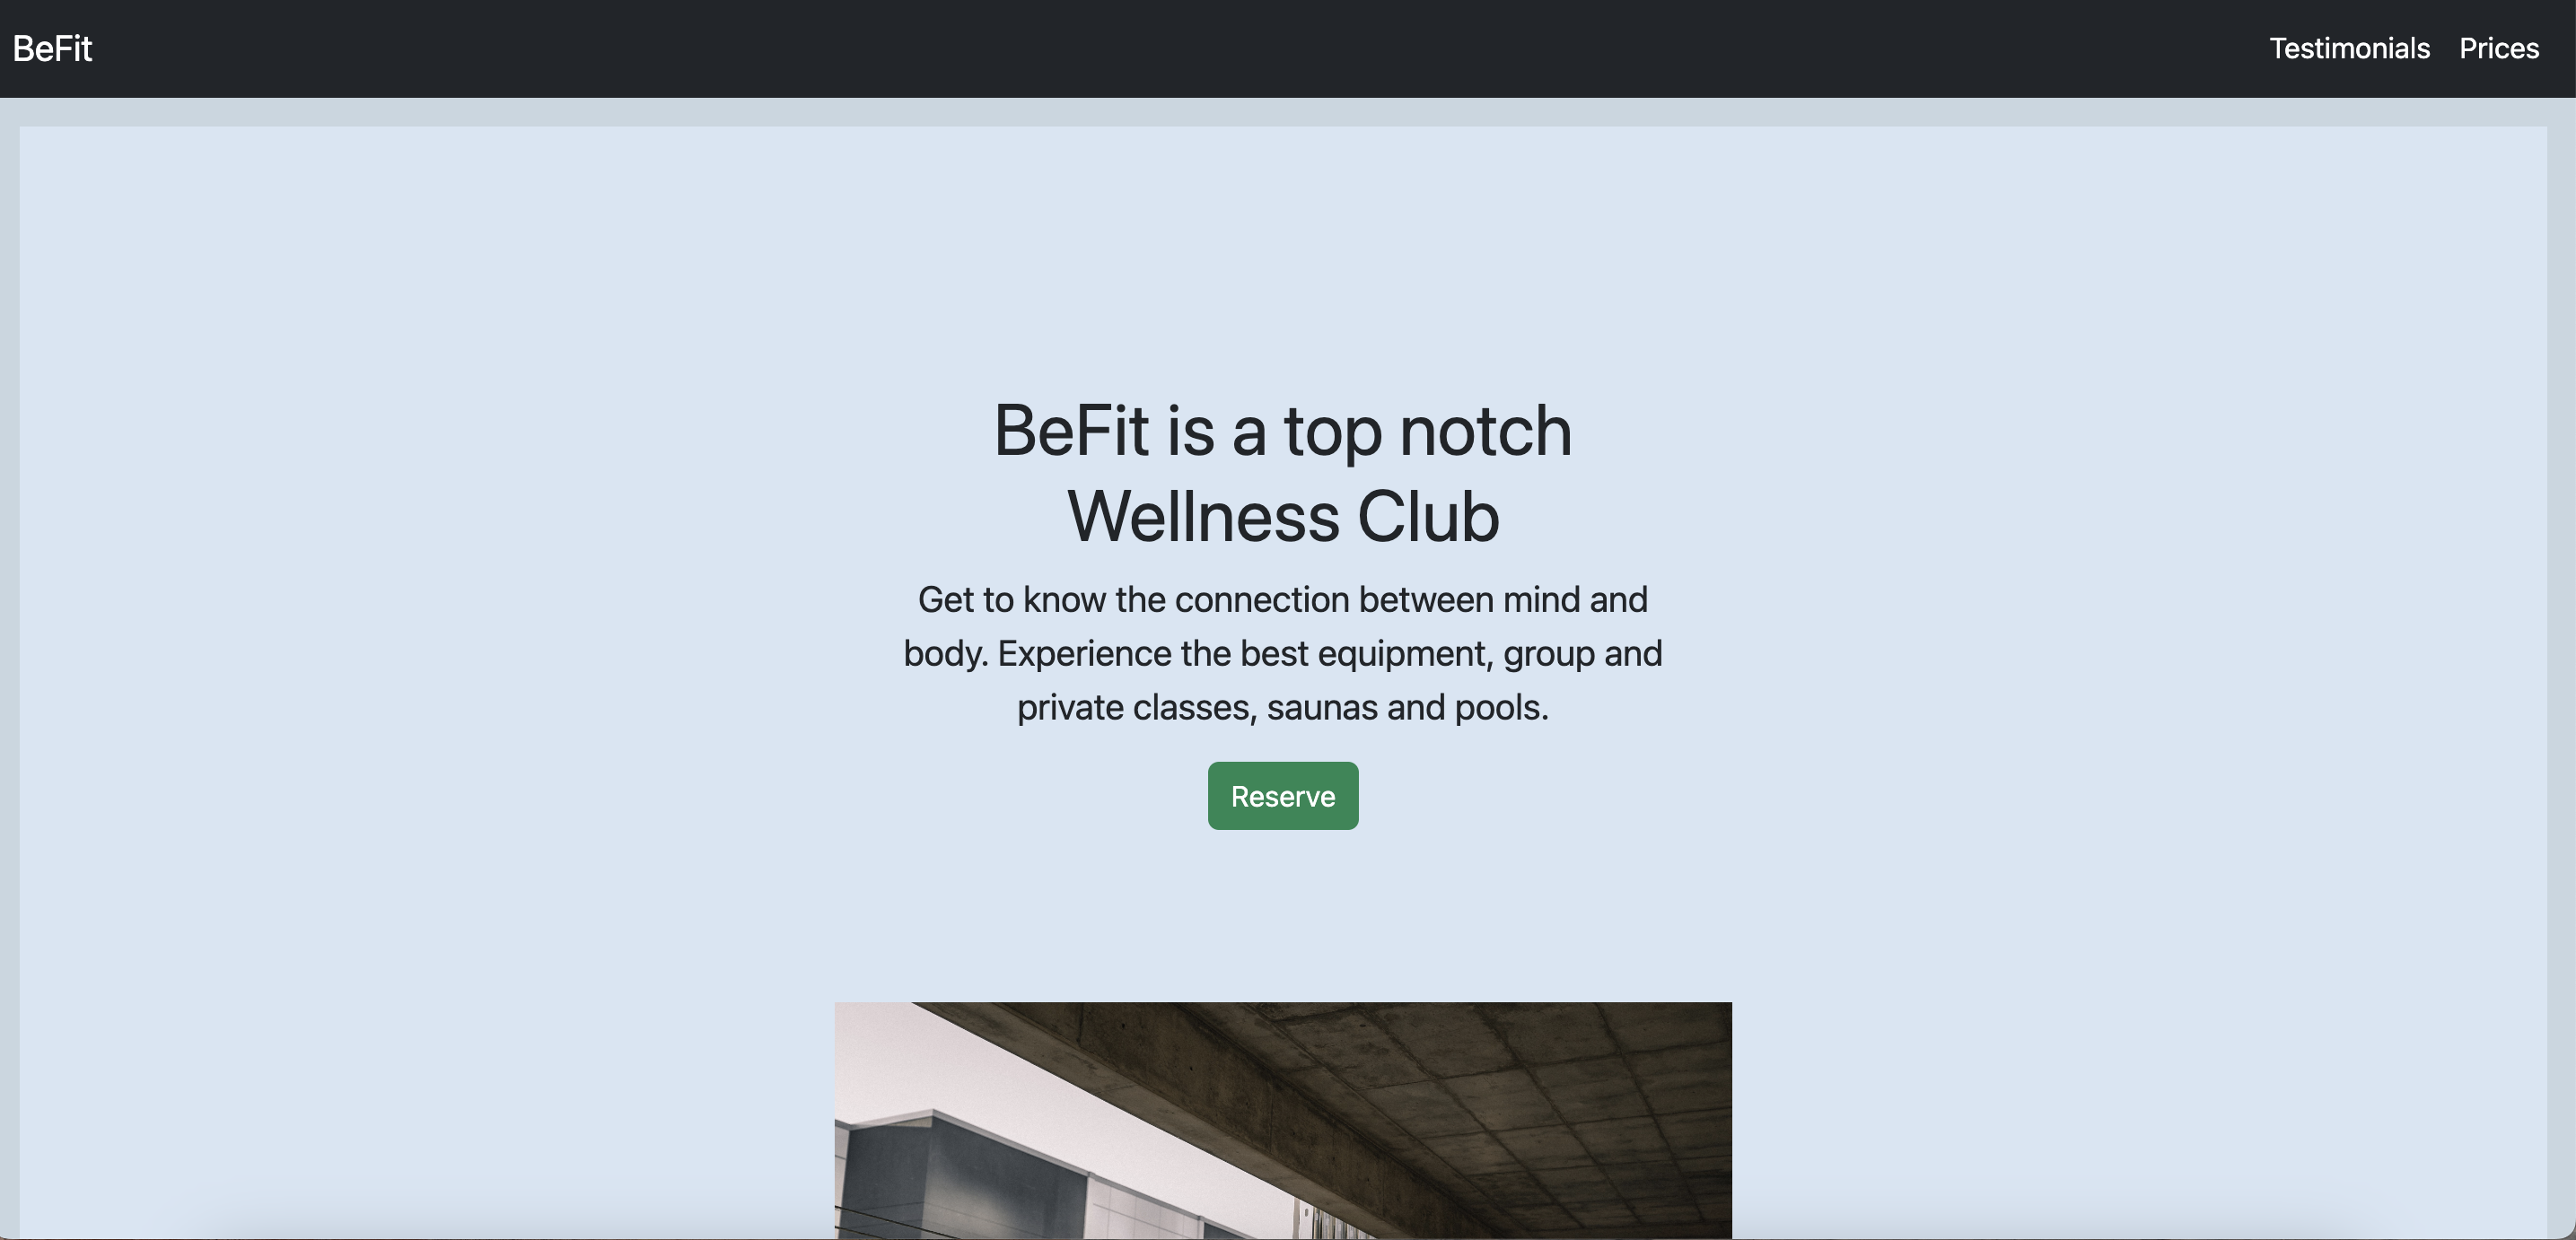 BeFit
Testimonials Prices
BeFit is a top notch
Wellness Club
Get to know the connection between mind and
body. Experience the best equipment, group and
private classes, saunas and pools.
Reserve